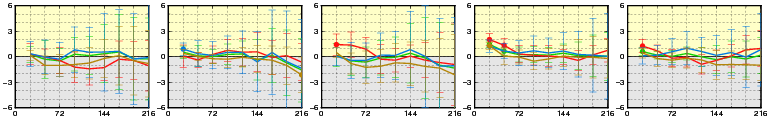 6 6 6 6 6
3 3 3 3 3
0 0 0 0 0
−3 −3 −3 −3 −3
−6 −6 −6 −6 −6
0 72 144 216 0 72 144 216 0 72 144 216 0 72 144 216 0 72 144 216